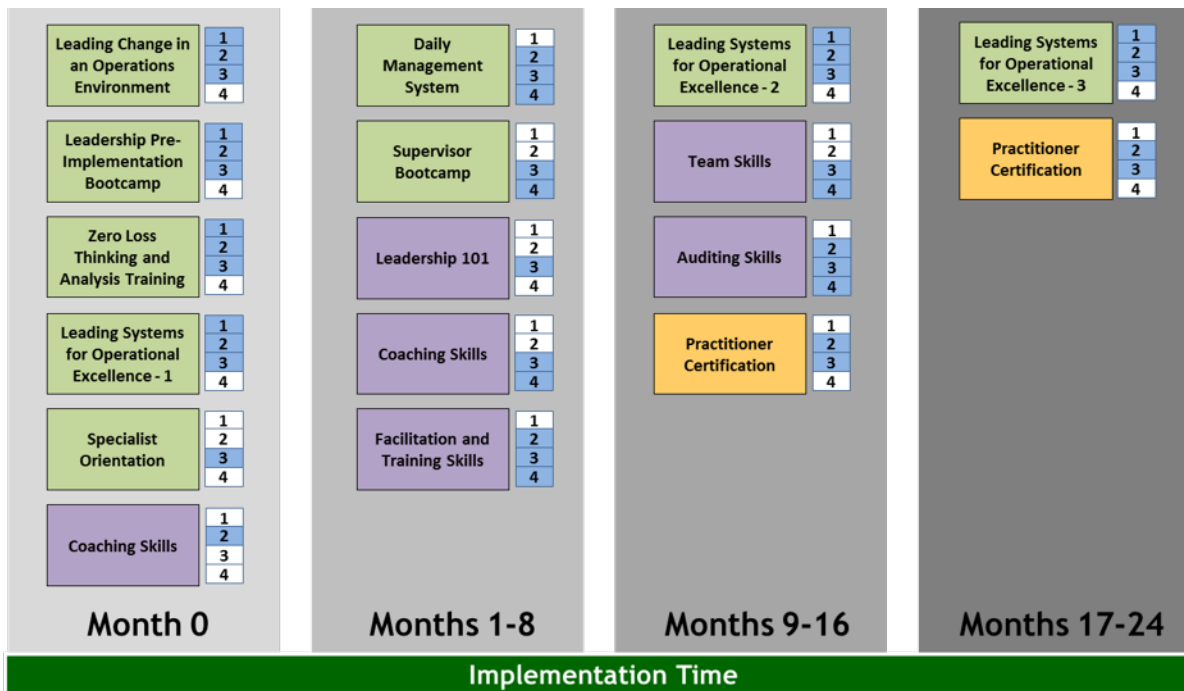 Leading Change in
an Operations
Environment
1
2
3
4
Leadership Pre-
Implementation
Bootcamp
1
2
3
4
Zero Loss
Thinking and
Analysis Training
1
2
3
4
Leading Systems
for Operational
Excellence - 1
1
2
3
4
Specialist
Orientation
1
2
3
4
Coaching Skills
1
2
3
4
Month 0
Daily
Management
System
1
2
3
4
Supervisor
Bootcamp
1
2
3
4
Leadership 101
1
2
3
4
Coaching Skills
1
2
3
4
Facilitation and
Training Skills
1
2
3
4
Months 1-8
Leading Systems
for Operational
Excellence - 2
1
2
3
4
Team Skills
1
2
3
4
Auditing Skills
1
2
3
4
Practitioner
Certification
1
2
3
4
Months 9-16
Leading Systems
for Operational
Excellence - 3
1
2
3
4
Practitioner
Certification
1
2
3
4
Months 17-24
Implementation Time